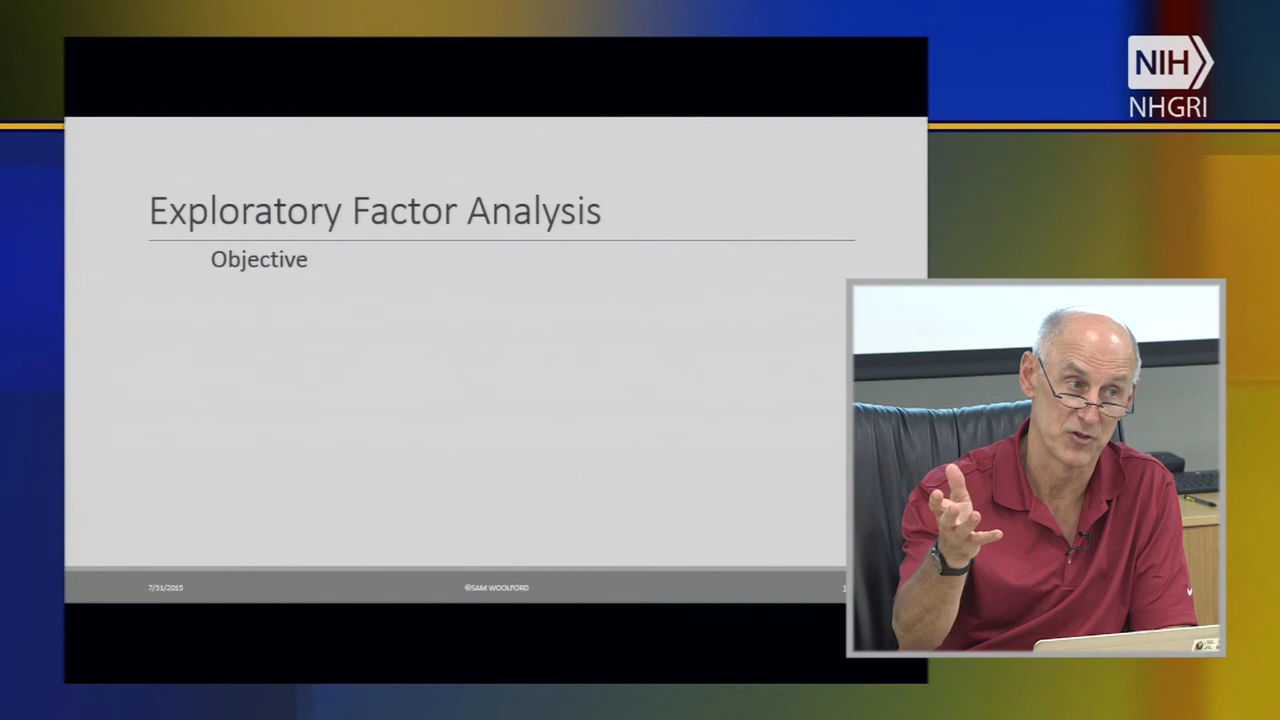 NIH
NHGRI
Exploratory Factor Analysis
Objective
7/31/2015
©SAM WOOLFORD